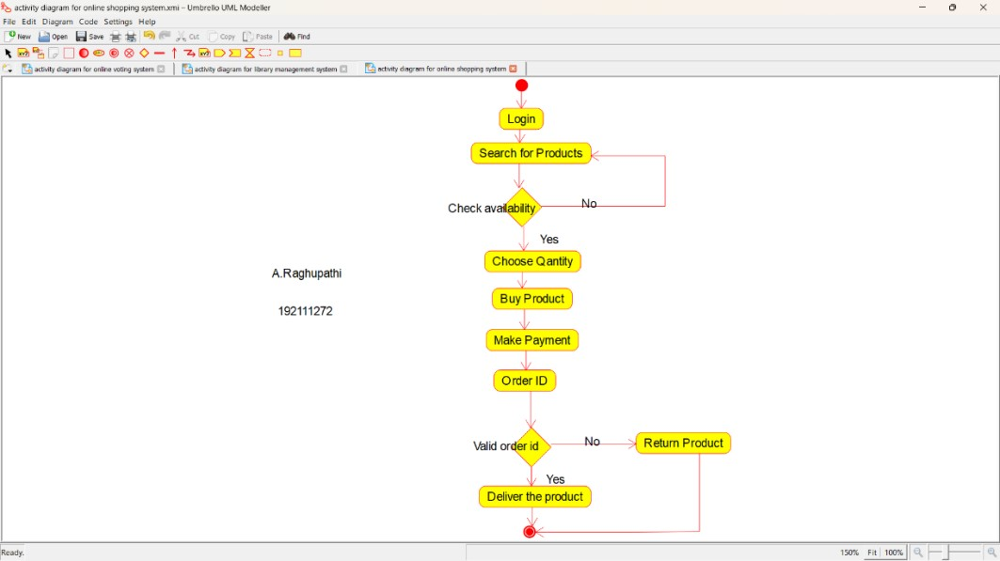 activity diagram for online shopping system.xmi – Umbrello UML Modeller
File Edit Diagram Code Settings Help
New Open Save Cut Copy Paste Find
activity diagram for online voting system activity diagram for library management system activity diagram for online shopping system
Login
Search for Products
Check availability No
Yes
Choose Qantity
A.Raghupathi
Buy Product
192111272
Make Payment
Order ID
Valid order id No Return Product
Yes
Deliver the product
Ready. 150% Fit 100%